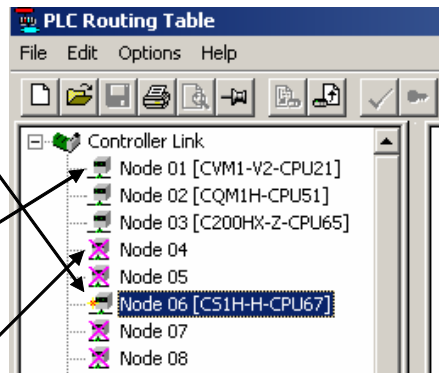 PLC Routing Table
File Edit Options Help
Controller Link
Node 01 [CVM1-V2-CPU21]
Node 02 [CQM1H-CPU51]
Node 03 [C200HX-Z-CPU65]
Node 04
Node 05
Node 06 [CS1H-H-CPU67]
Node 07
Node 08